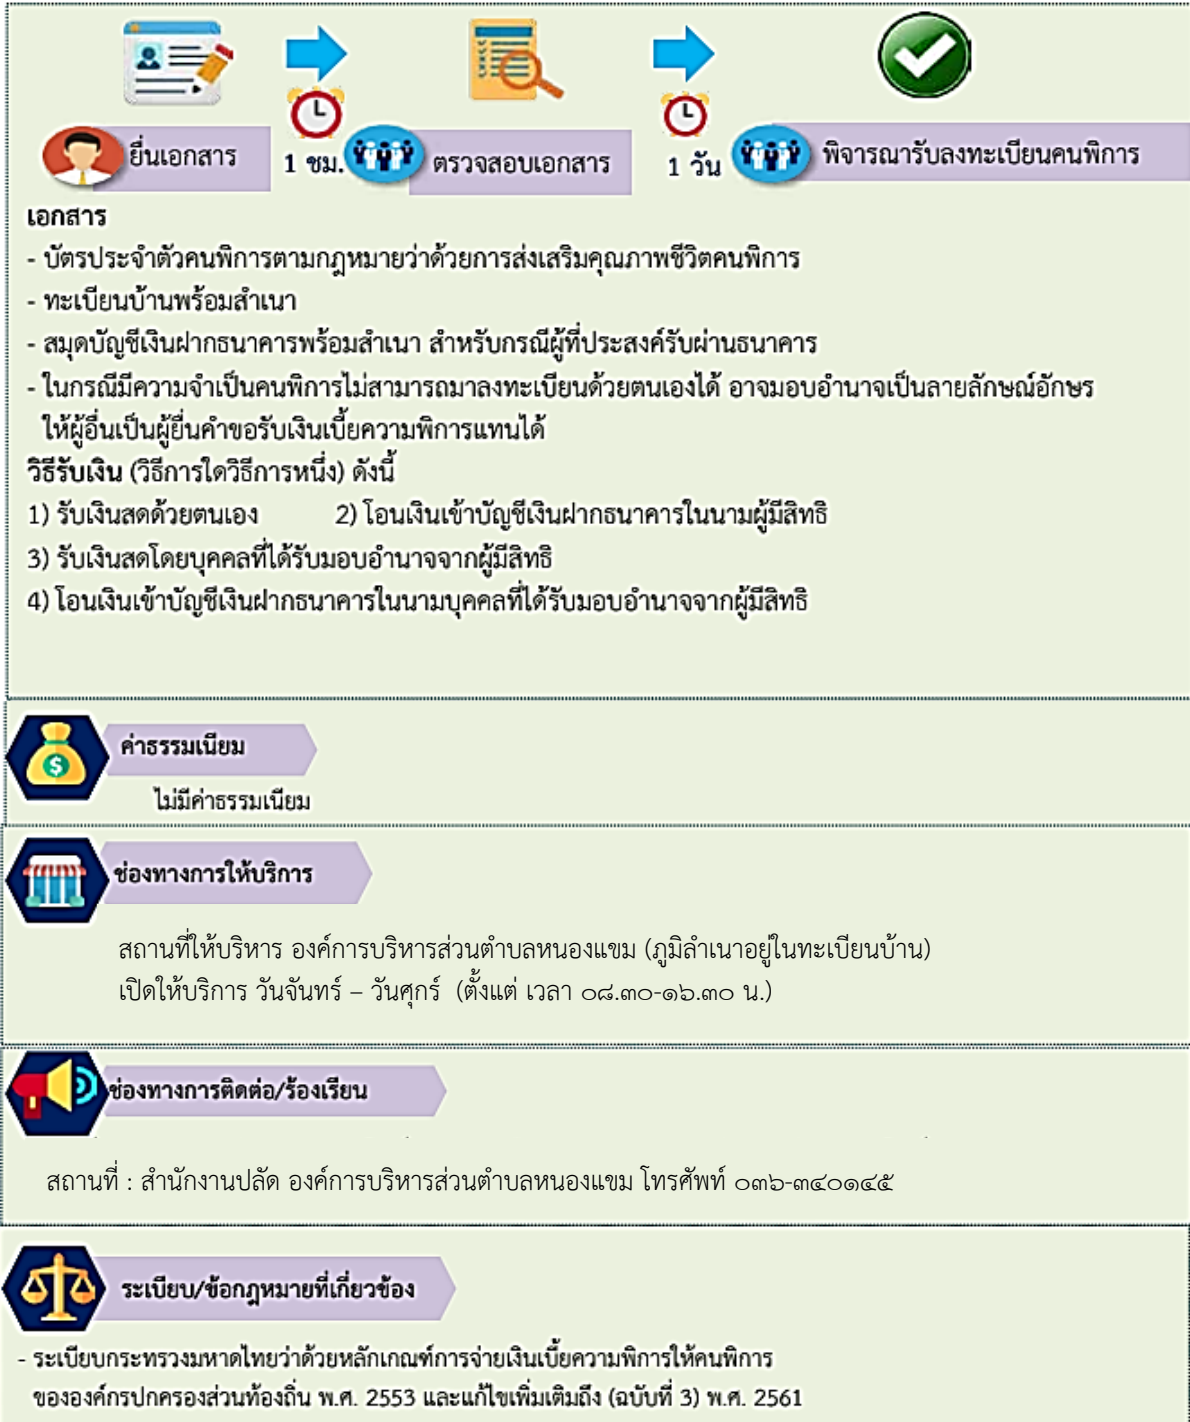 ยื่นเอกสาร
1 ชม.
ตรวจสอบเอกสาร
1 วัน
พิจารณารับลงทะเบียนคนพิการ
เอกสาร
- บัตรประจำตัวคนพิการตามกฎหมายว่าด้วยการส่งเสริมคุณภาพชีวิตคนพิการ
- ทะเบียนบ้านพร้อมสำเนา
- สมุดบัญชีเงินฝากธนาคารพร้อมสำเนา สำหรับกรณีผู้ที่ประสงค์รับผ่านธนาคาร
- ในกรณีมีความจำเป็นคนพิการไม่สามารถมาลงทะเบียนด้วยตนเองได้ อาจมอบอำนาจเป็นลายลักษณ์อักษร
ให้ผู้อื่นเป็นผู้ยื่นคำขอรับเงินเบี้ยความพิการแทนได้
วิธีรับเงิน (วิธีการใดวิธีการหนึ่ง) ดังนี้
1) รับเงินสดด้วยตนเอง 2) โอนเงินเข้าบัญชีเงินฝากธนาคารในนามผู้มีสิทธิ
3) รับเงินสดโดยบุคคลที่ได้รับมอบอำนาจจากผู้มีสิทธิ
4) โอนเงินเข้าบัญชีเงินฝากธนาคารในนามบุคคลที่ได้รับมอบอำนาจจากผู้มีสิทธิ
ค่าธรรมเนียม
ไม่มีค่าธรรมเนียม
ช่องทางการให้บริการ
สถานที่ให้บริหาร องค์การบริหารส่วนตำบลหนองแขม (ภูมิลำเนาอยู่ในทะเบียนบ้าน)
เปิดให้บริการ วันจันทร์ – วันศุกร์ (ตั้งแต่ เวลา ๐๘.๓๐-๑๖.๓๐ น.)
ช่องทางการติดต่อ/ร้องเรียน
สถานที่ : สำนักงานปลัด องค์การบริหารส่วนตำบลหนองแขม โทรศัพท์ ๐๓๖-๓๔๐๑๔๕
ระเบียบ/ข้อกฎหมายที่เกี่ยวข้อง
- ระเบียบกระทรวงมหาดไทยว่าด้วยหลักเกณฑ์การจ่ายเงินเบี้ยความพิการให้คนพิการ
ขององค์กรปกครองส่วนท้องถิ่น พ.ศ. 2553 และแก้ไขเพิ่มเติมถึง (ฉบับที่ 3) พ.ศ. 2561